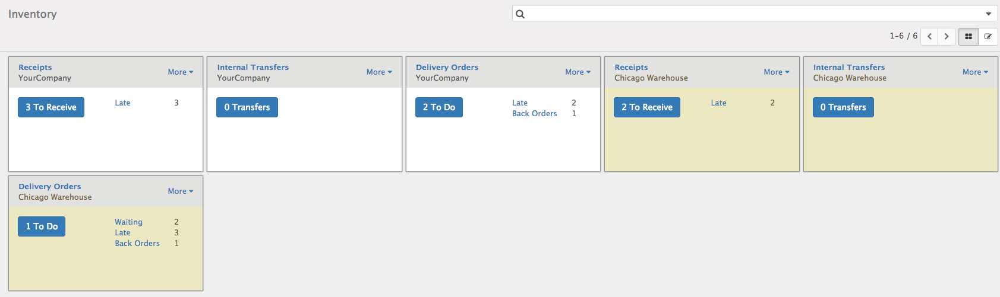 Inventory
1-6 / 6
Receipts
YourCompany
More
3 To Receive
Late 3
Internal Transfers
YourCompany
More
0 Transfers
Delivery Orders
YourCompany
More
2 To Do
Late 2
Back Orders 1
Receipts
Chicago Warehouse
More
2 To Receive
Late 2
Internal Transfers
Chicago Warehouse
More
0 Transfers
Delivery Orders
Chicago Warehouse
More
1 To Do
Waiting 2
Late 3
Back Orders 1